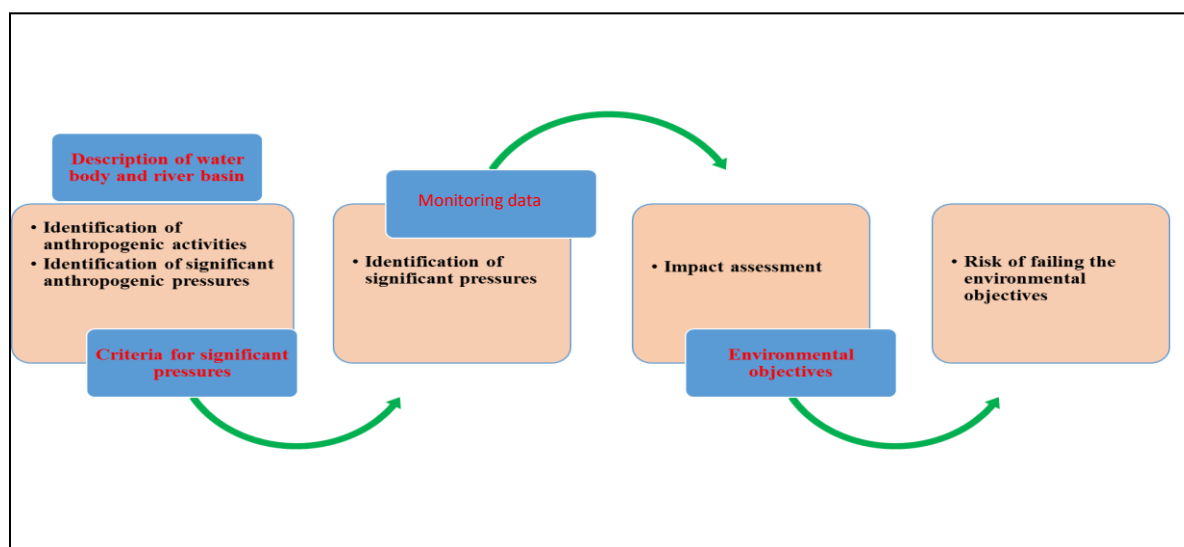 Description of water
body and river basin
• Identification of
anthropogenic activities
• Identification of significant
anthropogenic pressures
Criteria for significant
pressures
Monitoring data
• Identification of
significant pressures
• Impact assessment
Environmental
objectives
• Risk of failing the
environmental
objectives